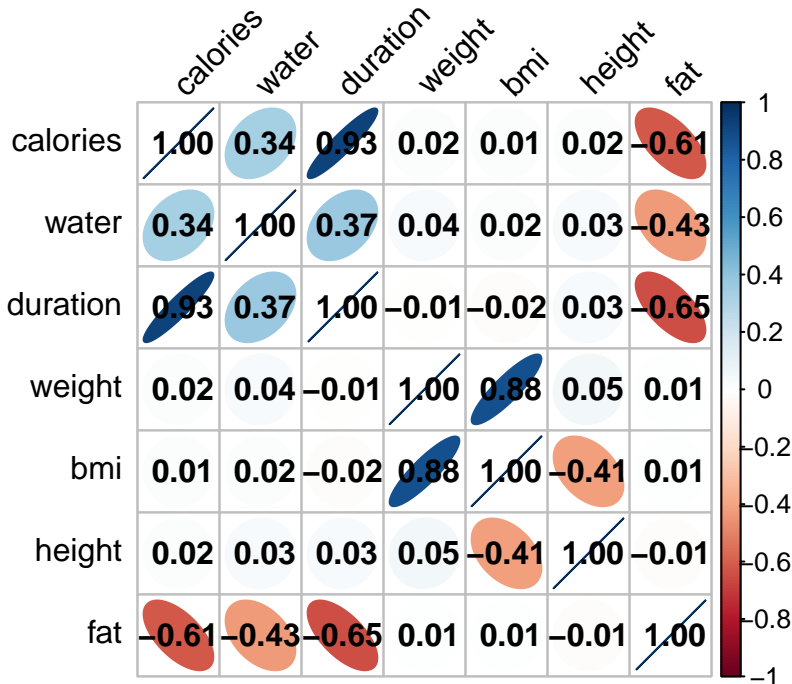 calories water duration weight bmi height fat
calories 1.00 0.34 0.93 0.02 0.01 0.02 −0.61
water 0.34 1.00 0.37 0.04 0.02 0.03 −0.43
duration 0.93 0.37 1.00 −0.01 −0.02 0.03 −0.65
weight 0.02 0.04 −0.01 1.00 0.88 0.05 0.01
bmi 0.01 0.02 −0.02 0.88 1.00 −0.41 0.01
height 0.02 0.03 0.03 0.05 −0.41 1.00 −0.01
fat −0.61 −0.43 −0.65 0.01 0.01 −0.01 1.00
1
0.8
0.6
0.4
0.2
0
−0.2
−0.4
−0.6
−0.8
−1